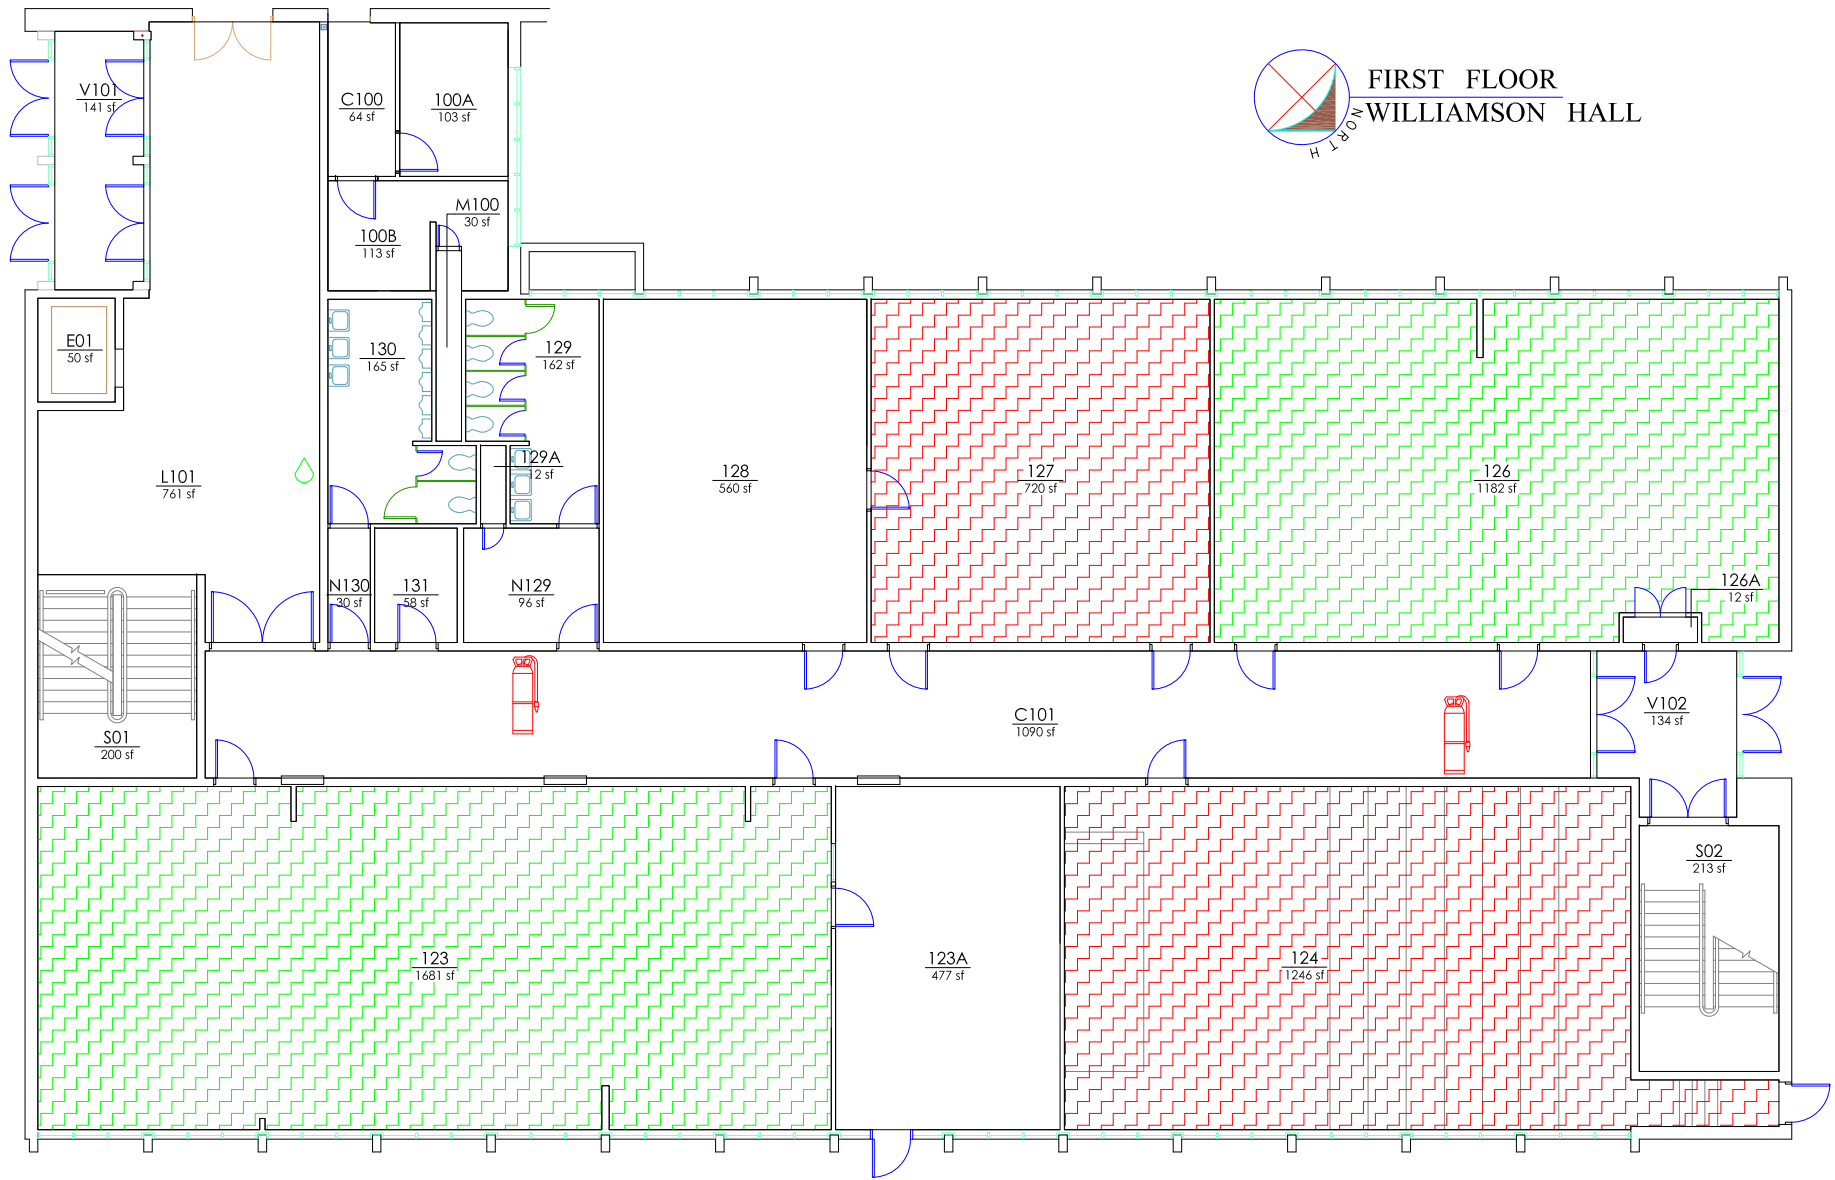 FIRST FLOOR
WILLIAMSON HALL
NORTH
V101
141 sf
C100
64 sf
100A
103 sf
M100
30 sf
100B
113 sf
E01
50 sf
130
165 sf
129
162 sf
129A
2 sf
L101
761 sf
128
560 sf
127
720 sf
126
1182 sf
126A
12 sf
N130
30 sf
131
58 sf
N129
96 sf
S01
200 sf
C101
1090 sf
V102
134 sf
S02
213 sf
123
1681 sf
123A
477 sf
124
1246 sf